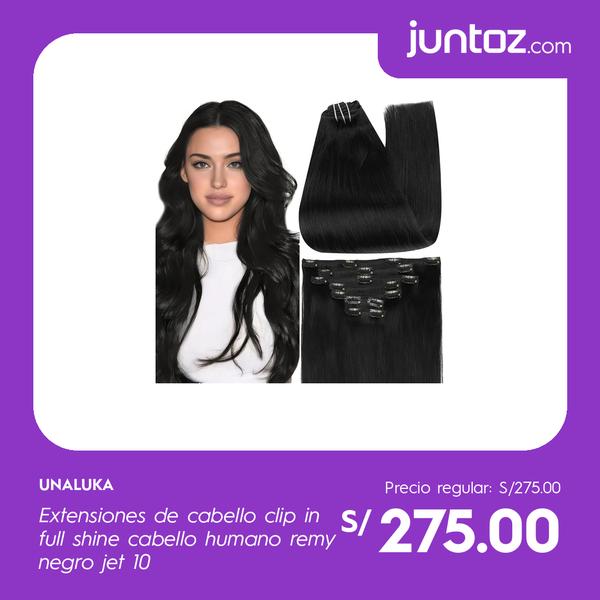 juntoz.com
UNALUKA
Extensiones de cabello clip in
full shine cabello humano remy
negro jet 10
Precio regular: S/275.00
S/ 275.00